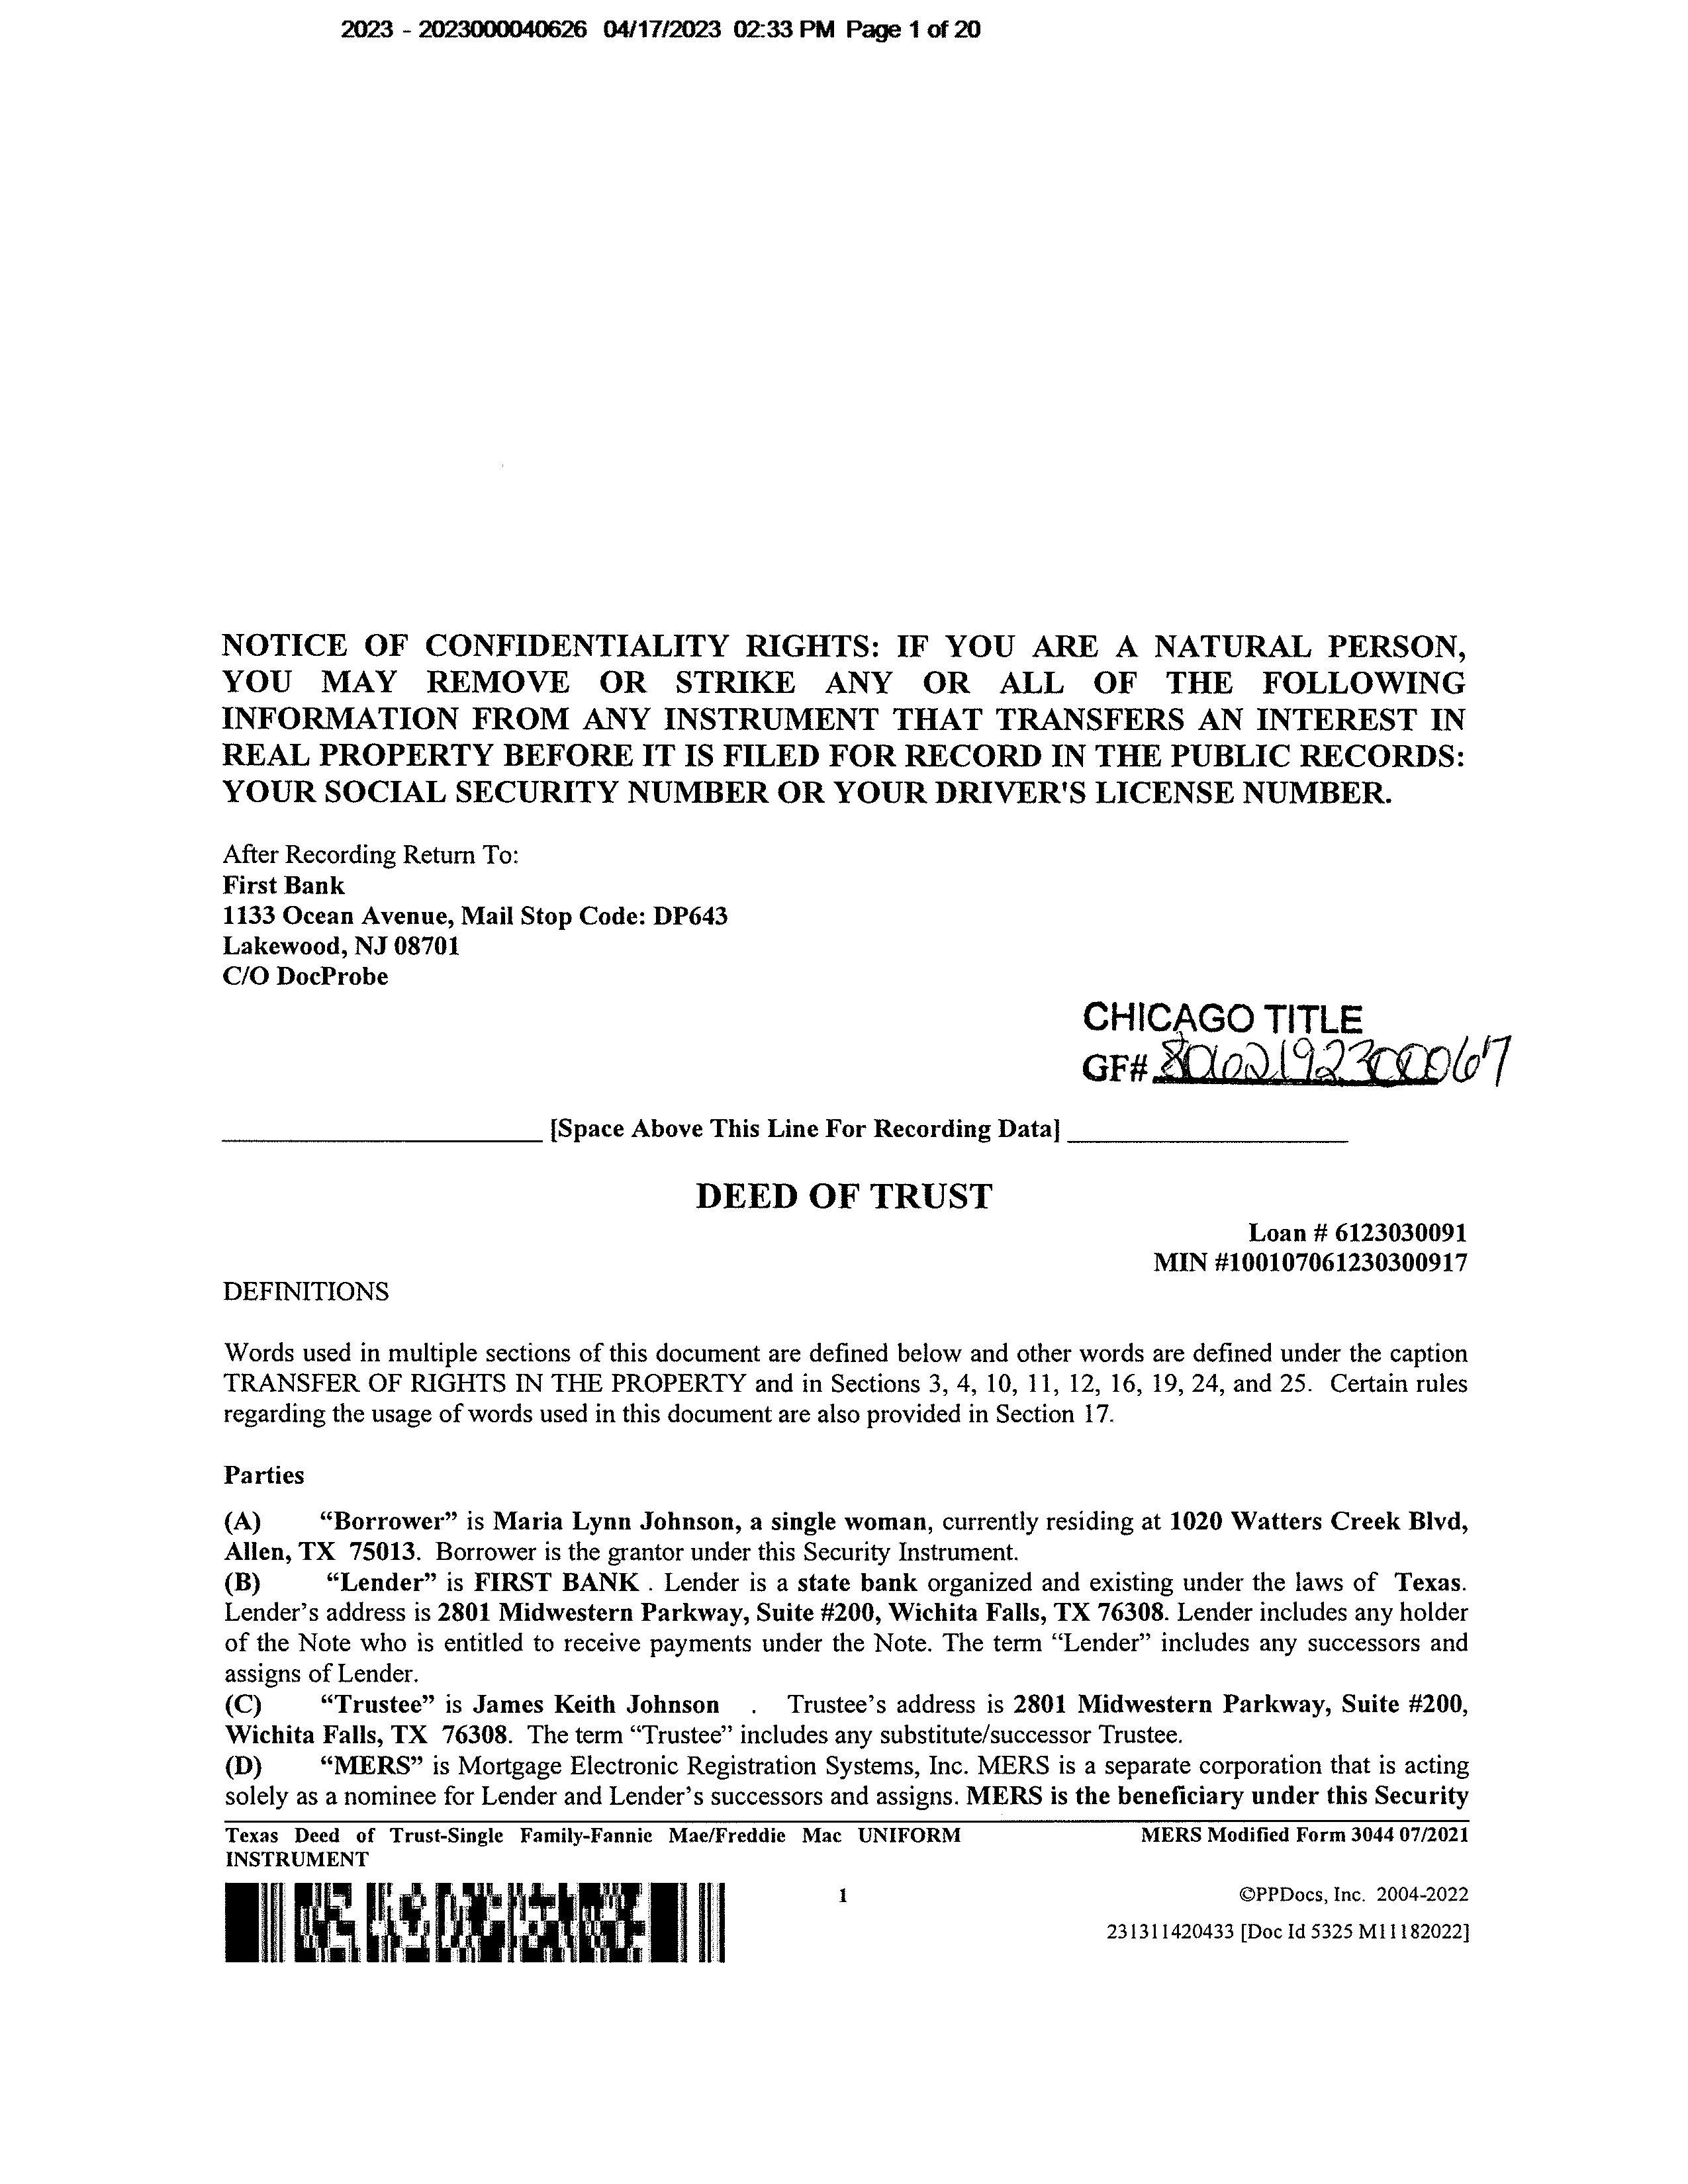 2023 - 2023000040626 04/17/2023 02:33 PM Page 1 of 20
NOTICE OF CONFIDENTIALITY RIGHTS: IF YOU ARE A NATURAL PERSON,
YOU MAY REMOVE OR STRIKE ANY OR ALL OF THE FOLLOWING
INFORMATION FROM ANY INSTRUMENT THAT TRANSFERS AN INTEREST IN
REAL PROPERTY BEFORE IT IS FILED FOR RECORD IN THE PUBLIC RECORDS:
YOUR SOCIAL SECURITY NUMBER OR YOUR DRIVER'S LICENSE NUMBER.
After Recording Return To:
First Bank
1133 Ocean Avenue, Mail Stop Code: DP643
Lakewood, NJ 08701
C/O DocProbe
CHICAGO TITLE
GF#
[Space Above This Line For Recording Data]
DEED OF TRUST
Loan # 6123030091
MIN #100107061230300917
DEFINITIONS
Words used in multiple sections of this document are defined below and other words are defined under the caption
TRANSFER OF RIGHTS IN THE PROPERTY and in Sections 3, 4, 10, 11, 12, 16, 19, 24, and 25. Certain rules
regarding the usage of words used in this document are also provided in Section 17.
Parties
(A) “Borrower” is Maria Lynn Johnson, a single woman, currently residing at 1020 Watters Creek Blvd,
Allen, TX 75013. Borrower is the grantor under this Security Instrument.
(B) “Lender” is FIRST BANK . Lender is a state bank organized and existing under the laws of Texas.
Lender’s address is 2801 Midwestern Parkway, Suite #200, Wichita Falls, TX 76308. Lender includes any holder
of the Note who is entitled to receive payments under the Note. The term “Lender” includes any successors and
assigns of Lender.
(C) “Trustee” is James Keith Johnson . Trustee’s address is 2801 Midwestern Parkway, Suite #200,
Wichita Falls, TX 76308. The term “Trustee” includes any substitute/successor Trustee.
(D) “MERS” is Mortgage Electronic Registration Systems, Inc. MERS is a separate corporation that is acting
solely as a nominee for Lender and Lender’s successors and assigns. MERS is the beneficiary under this Security
Texas Deed of Trust-Single Family-Fannie Mae/Freddie Mac UNIFORM MERS Modified Form 3044 07/2021
INSTRUMENT
1 ©PPDocs, Inc. 2004-2022
231311420433 [Doc Id 5325 M11182022]